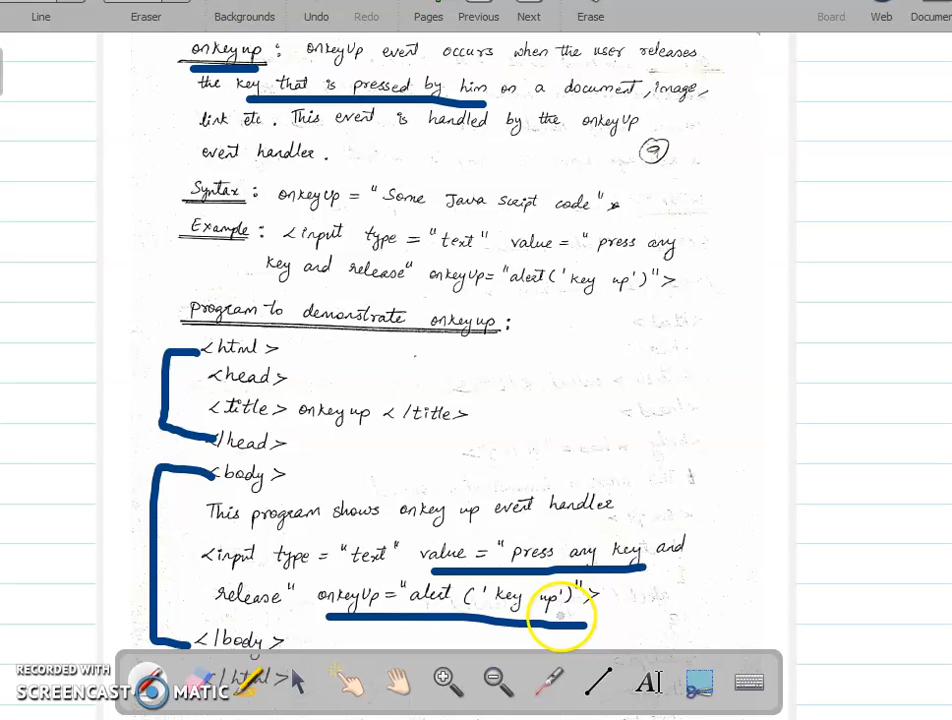 Line Eraser Backgrounds Undo Redo Pages Previous Next Erase Board Web Documen
onkeyup : onkeyUp event occurs when the user releases
the key that is pressed by him on a document, image,
link etc. This event is handled by the onkeyUp
event handler. 9
Syntax : onkeyUp = "Some Java Script code"
Example : <input type = "text" value = "press any
key and release" onkeyUp="alert('key up')">
program to demonstrate onkeyup :
<html>
<head>
<title> onkeyup </title>
</head>
<body>
This program shows onkey up event handler
<input type = "text" value = "press any key and
release" onkeyUp="alert ('key up')">
</body>
</html>
RECORDED WITH
SCREENCAST MATIC
AI